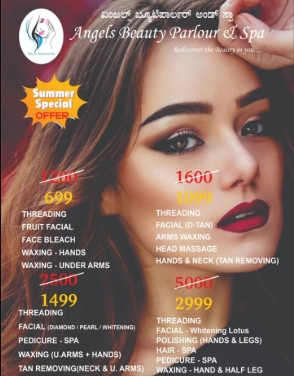 ಏಂಜಲ್ ಬ್ಯೂಟಿಪಾರ್ಲರ್ ಅಂಡ್ ಸ್ಪಾ
Angels Beauty Parlour & Spa
Rediscover the Beauty in you....
Summer
Special
OFFER
699
THREADING
FRUIT FACIAL
FACE BLEACH
WAXING - HANDS
WAXING - UNDER ARMS
1600
1099
THREADING
FACIAL (D-TAN)
ARMS WAXING
HEAD MASSAGE
HANDS & NECK (TAN REMOVING)
2500
1499
THREADING
FACIAL (DIAMOND / PEARL / WHITENING)
PEDICURE - SPA
WAXING (U.ARMS + HANDS)
TAN REMOVING(NECK & U. ARMS)
5000
2999
THREADING
FACIAL - Whitening Lotus
POLISHING (HANDS & LEGS)
HAIR - SPA
PEDICURE - SPA
WAXING - HAND & HALF LEG